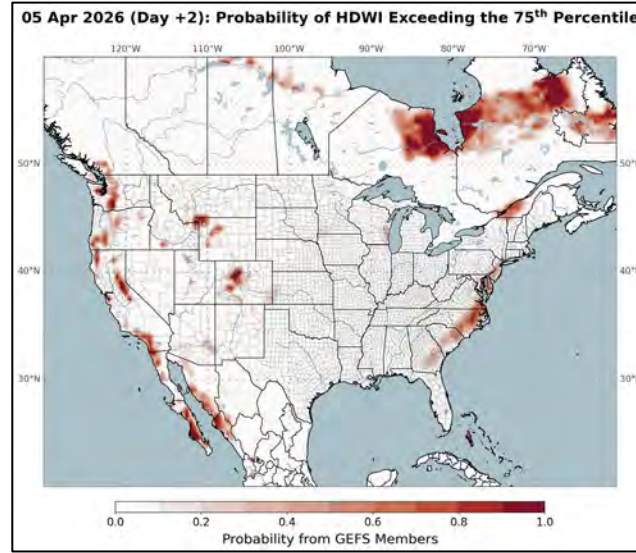 05 Apr 2026 (Day +2): Probability of HDWI Exceeding the 75th Percentile
120°W 110°W 100°W 90°W 80°W 70°W
50°N 50°N
40°N 40°N
30°N 30°N
0.0 0.2 0.4 0.6 0.8 1.0
Probability from GEFS Members